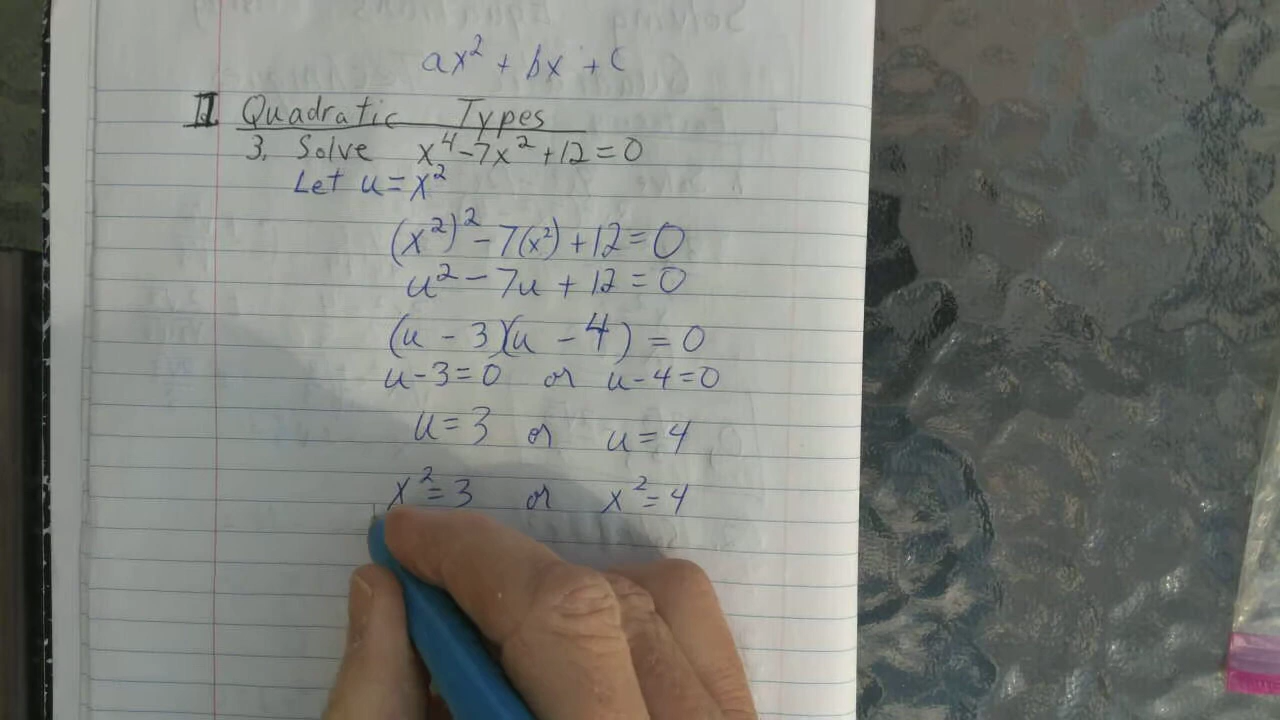 ax² + bx + c
II Quadratic Types
3. Solve x⁴-7x²+12=0
Let u=x²
(x²)²-7(x²)+12=0
u²-7u+12=0
(u-3)(u-4)=0
u-3=0 or u-4=0
u=3 or u=4
x²=3 or x²=4